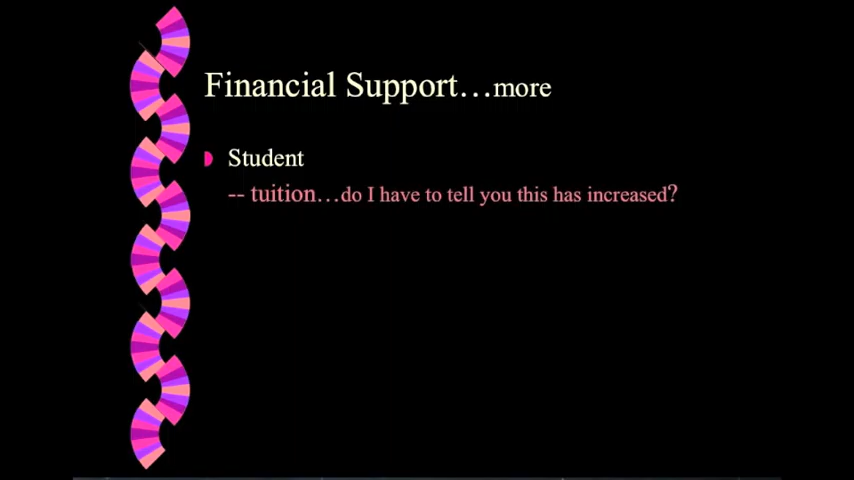 Financial Support…more
Student
-- tuition…do I have to tell you this has increased?